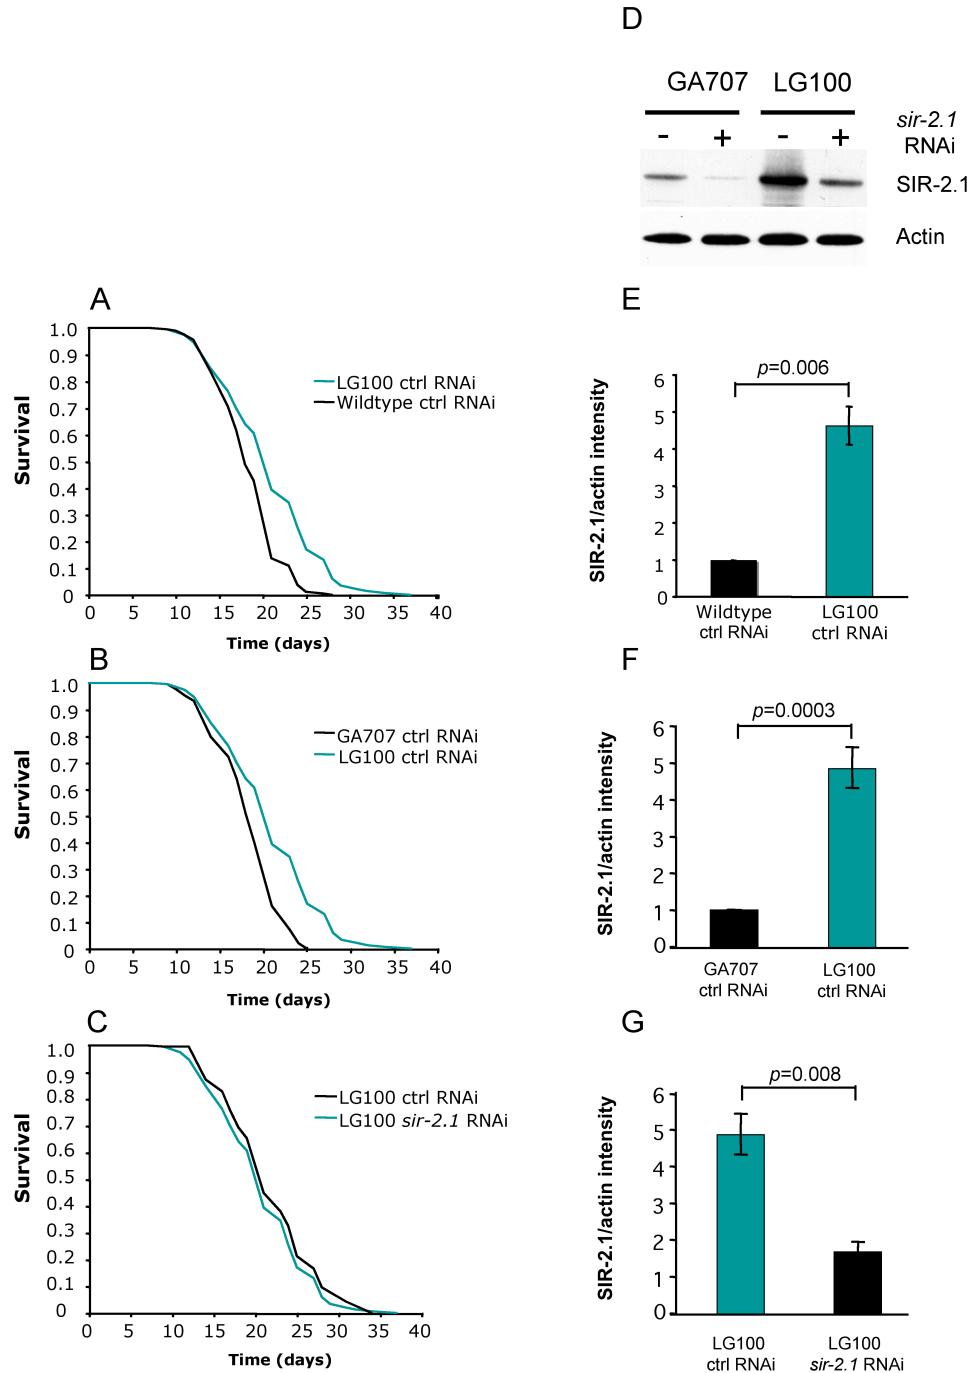 D
GA707 LG100
sir-2.1
RNAi
- + - +
SIR-2.1
Actin
A
1.0
0.9
0.8
0.7
0.6
0.5
0.4
0.3
0.2
0.1
0
Survival
LG100 ctrl RNAi
Wildtype ctrl RNAi
0 5 10 15 20 25 30 35 40
Time (days)
E
6
5
4
3
2
1
0
SIR-2.1/actin intensity
p=0.006
Wildtype LG100
ctrl RNAi ctrl RNAi
B
1.0
0.9
0.8
0.7
0.6
0.5
0.4
0.3
0.2
0.1
0
Survival
GA707 ctrl RNAi
LG100 ctrl RNAi
0 5 10 15 20 25 30 35 40
Time (days)
F
6
5
4
3
2
1
0
SIR-2.1/actin intensity
p=0.0003
GA707 LG100
ctrl RNAi ctrl RNAi
C
1.0
0.9
0.8
0.7
0.6
0.5
0.4
0.3
0.2
0.1
0
Survival
LG100 ctrl RNAi
LG100 sir-2.1 RNAi
0 5 10 15 20 25 30 35 40
Time (days)
G
6
5
4
3
2
1
0
SIR-2.1/actin intensity
p=0.008
LG100 LG100
ctrl RNAi sir-2.1 RNAi